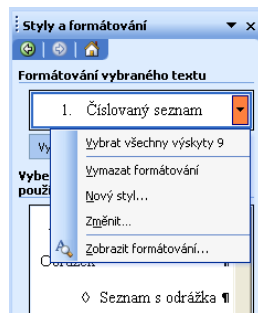 Styly a formátování
Formátování vybraného textu
1. Číslovaný seznam
Vybrat všechny výskyty 9
Vymazat formátování
Nový styl...
Změnit...
Zobrazit formátování...
◊ Seznam s odrážka ¶